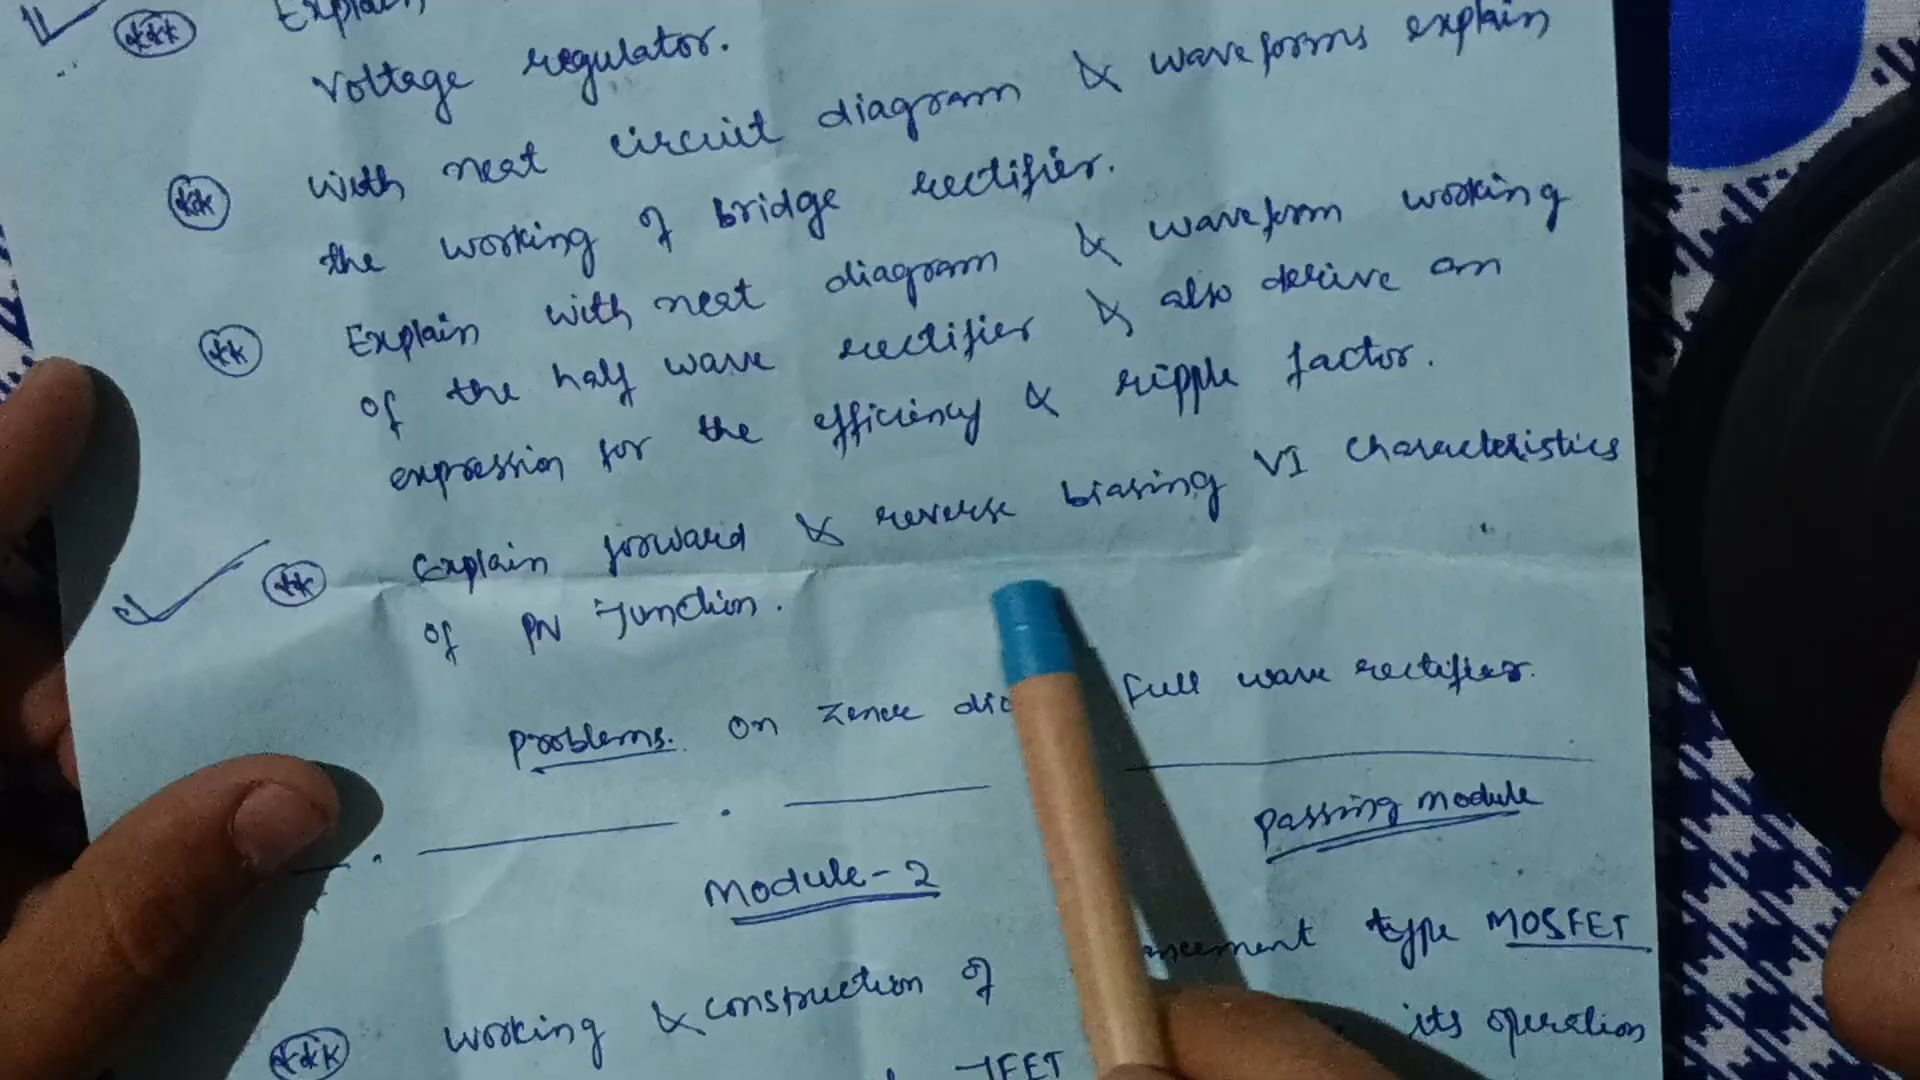 *** Explain
voltage regulator.
** with neat circuit diagram & waveforms explain
the working of bridge rectifier.
** Explain with neat diagram & waveform working
of the half wave rectifier & also derive an
expression for the efficiency & ripple factor.
** Explain forward & reverse biasing VI characteristics
of PN Junction.
problems. on zener full wave rectifier.
passing module
Module-2
*** working & construction of type MOSFET
its operation
JFET